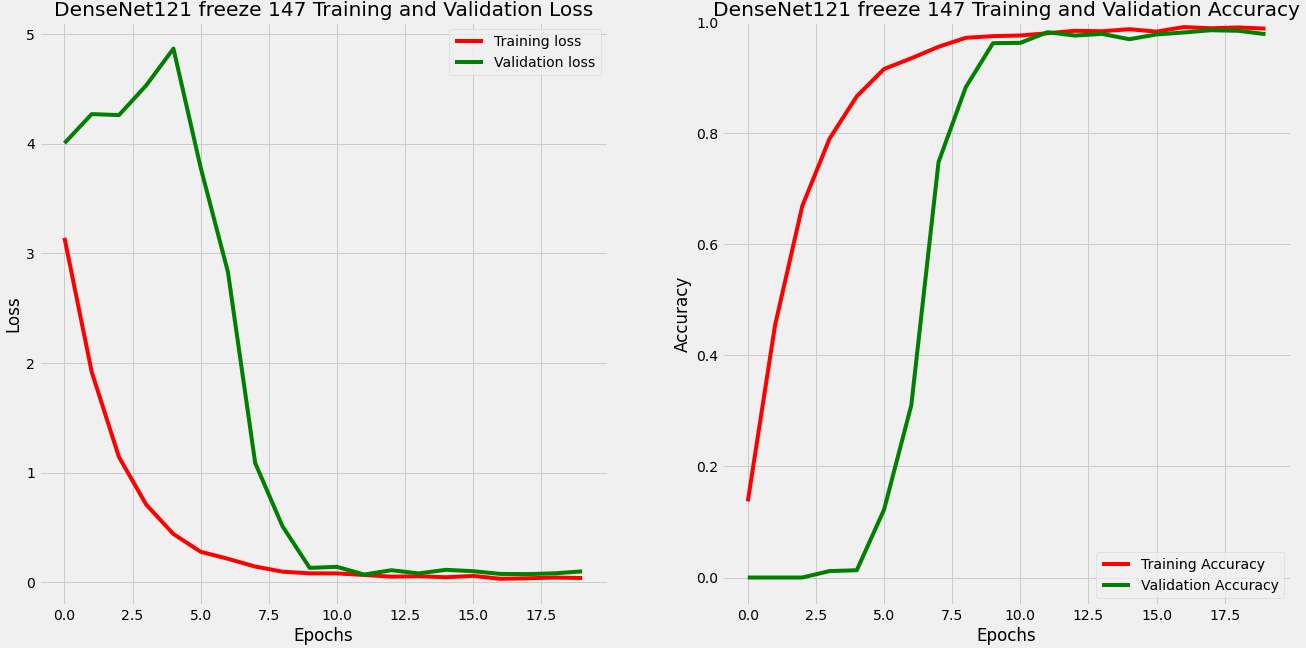 DenseNet121 freeze 147 Training and Validation Loss
5
4
3
2
1
0
Loss
Training loss
Validation loss
0.0 2.5 5.0 7.5 10.0 12.5 15.0 17.5
Epochs
DenseNet121 freeze 147 Training and Validation Accuracy
1.0
0.8
0.6
0.4
0.2
0.0
Accuracy
Training Accuracy
Validation Accuracy
0.0 2.5 5.0 7.5 10.0 12.5 15.0 17.5
Epochs